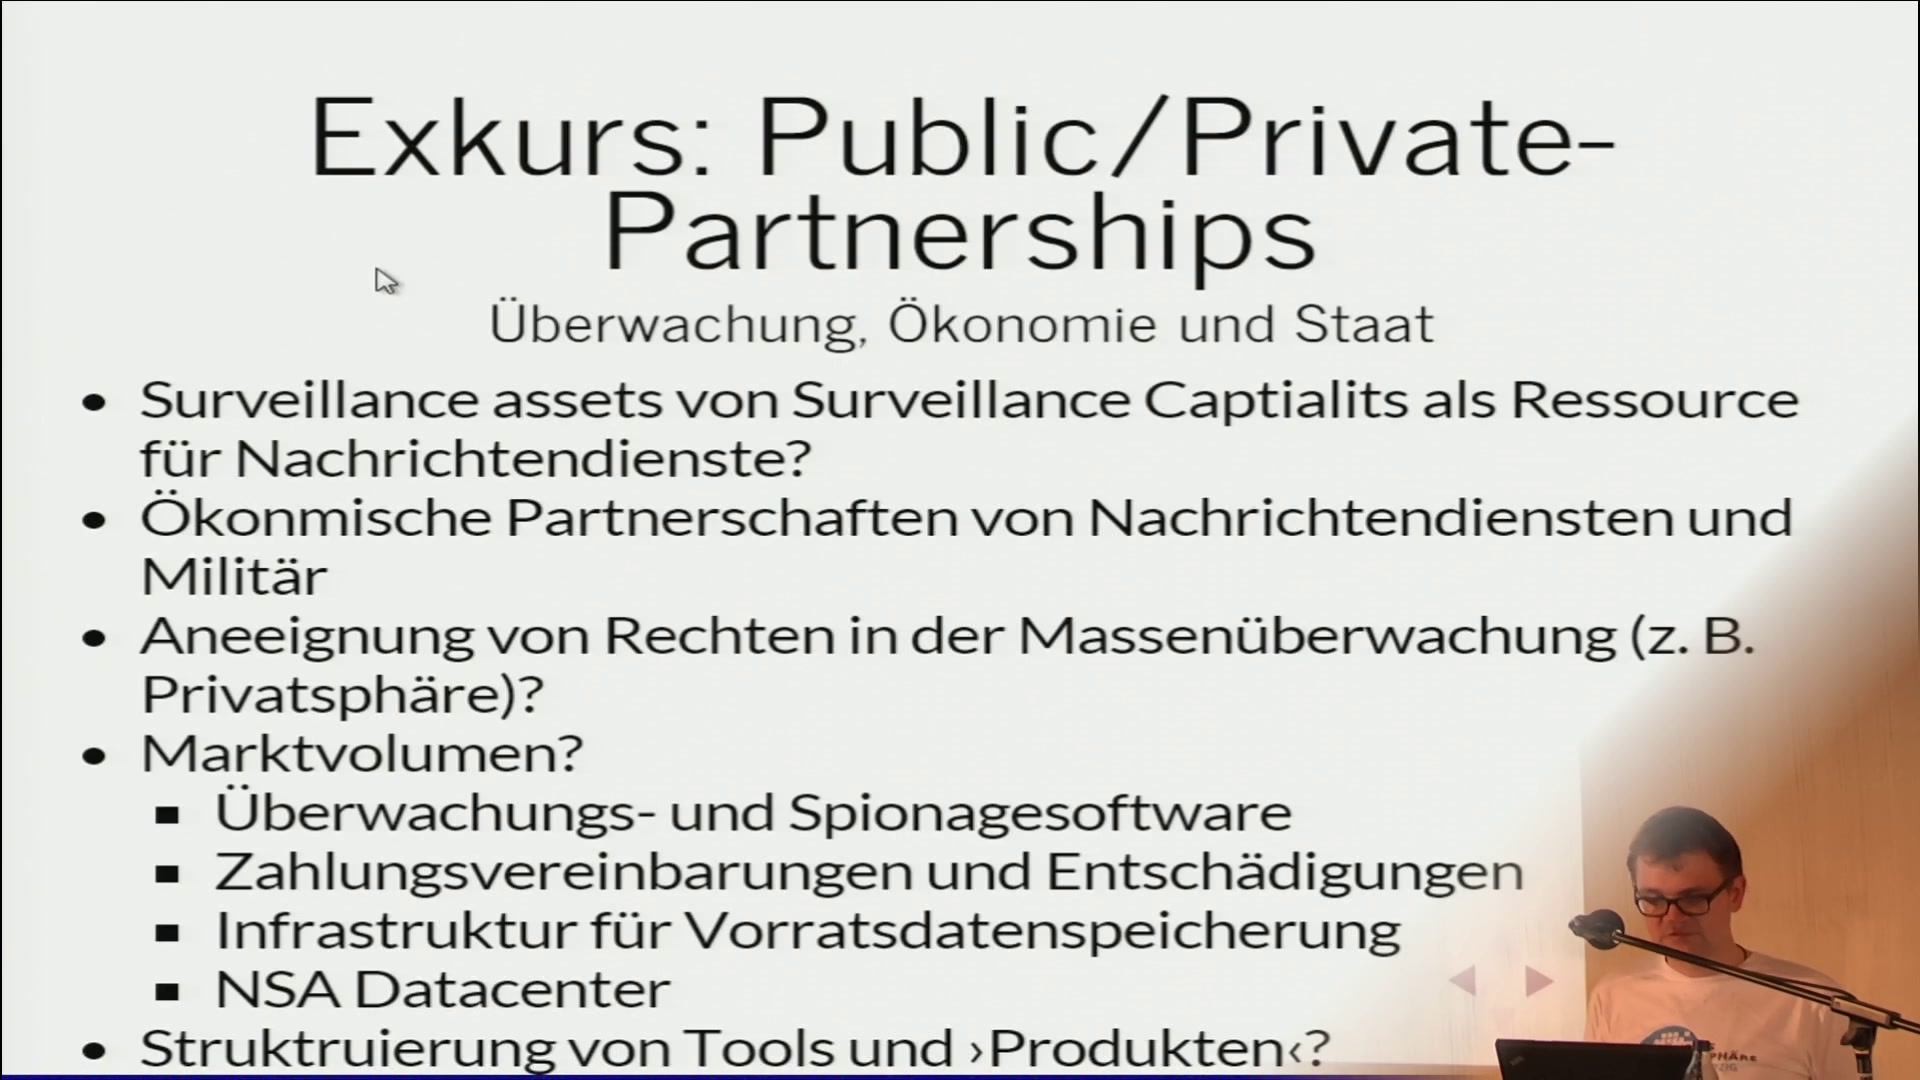 Exkurs: Public/Private-
Partnerships
Überwachung, Ökonomie und Staat
• Surveillance assets von Surveillance Captialits als Ressource
für Nachrichtendienste?
• Ökonmische Partnerschaften von Nachrichtendiensten und
Militär
• Aneeignung von Rechten in der Massenüberwachung (z. B.
Privatsphäre)?
• Marktvolumen?
▪ Überwachungs- und Spionagesoftware
▪ Zahlungsvereinbarungen und Entschädigungen
▪ Infrastruktur für Vorratsdatenspeicherung
▪ NSA Datacenter
• Struktruierung von Tools und ›Produkten‹?